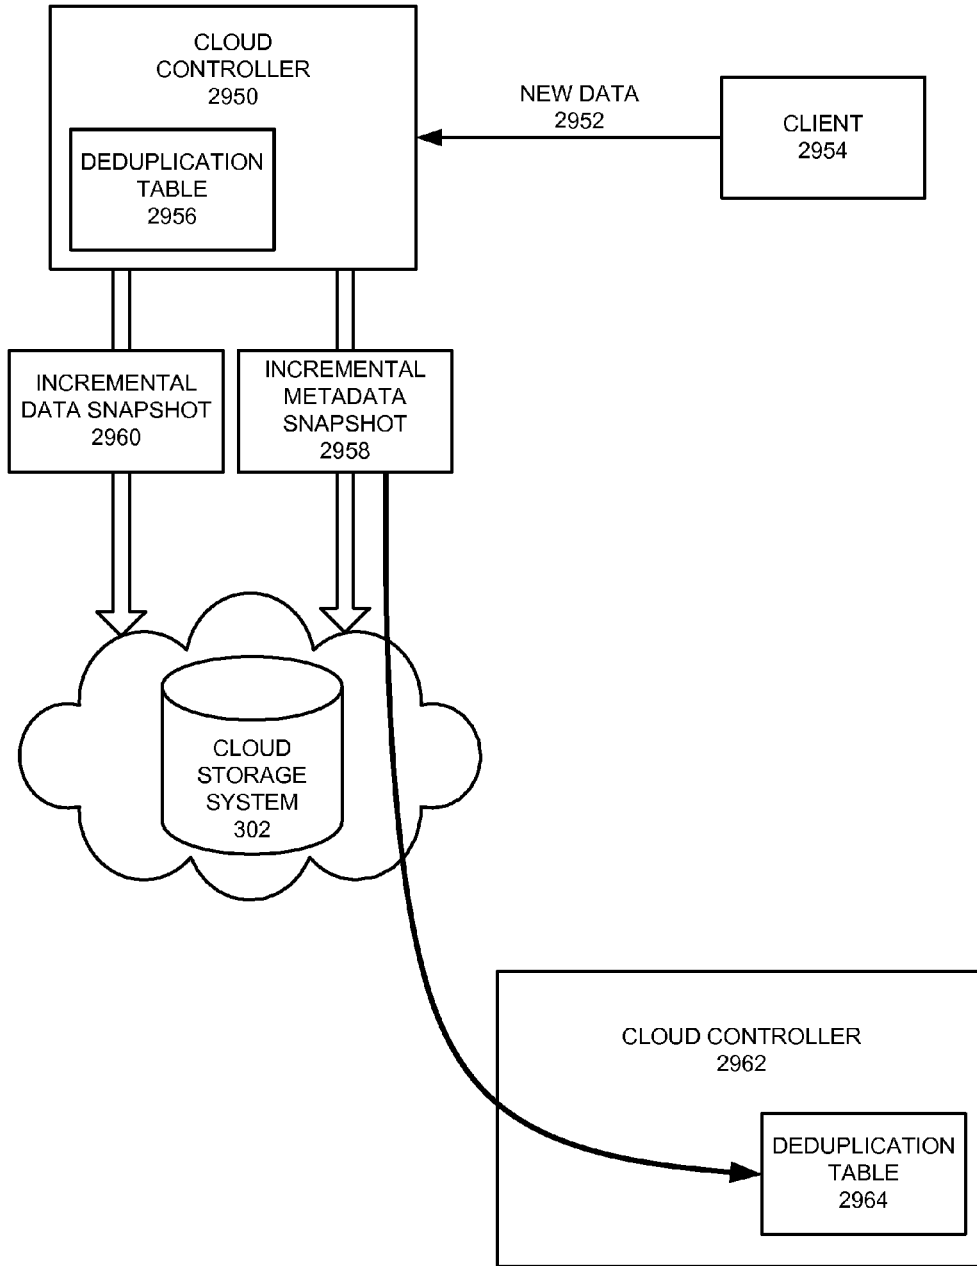 CLOUD
CONTROLLER
2950
NEW DATA
2952
CLIENT
2954
DEDUPLICATION
TABLE
2956
INCREMENTAL
DATA SNAPSHOT
2960
INCREMENTAL
METADATA
SNAPSHOT
2958
CLOUD
STORAGE
SYSTEM
302
CLOUD CONTROLLER
2962
DEDUPLICATION
TABLE
2964